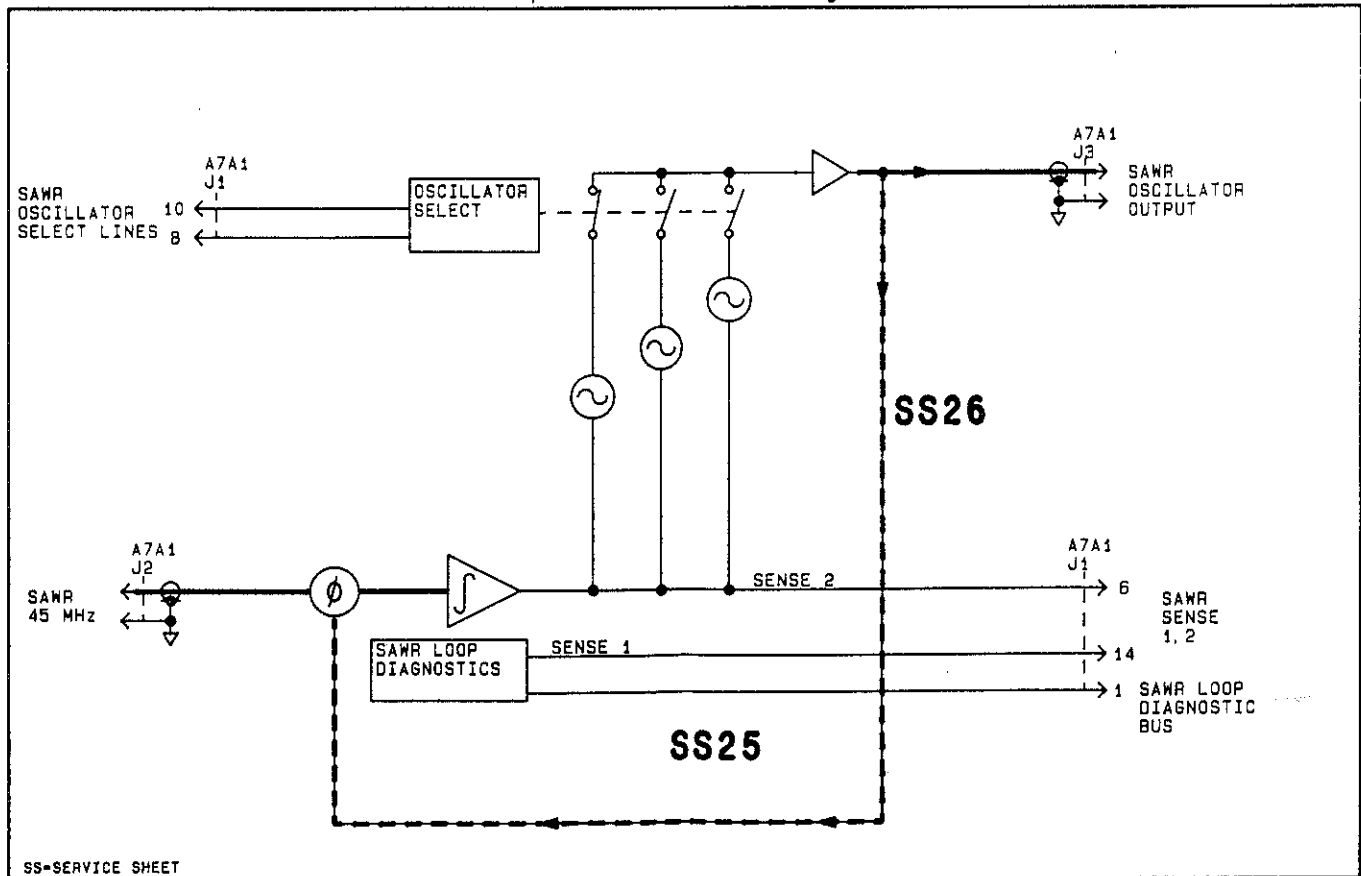 A7A1
J1
SAWR
OSCILLATOR
SELECT LINES
10
8
OSCILLATOR
SELECT
A7A1
J3
SAWR
OSCILLATOR
OUTPUT
SS26
A7A1
J2
SAWR
45 MHz
ϕ
∫
SENSE 2
A7A1
J1
6
SAWR
SENSE
1, 2
SAWR LOOP
DIAGNOSTICS
SENSE 1
14
1
SAWR LOOP
DIAGNOSTIC
BUS
SS25
SS=SERVICE SHEET